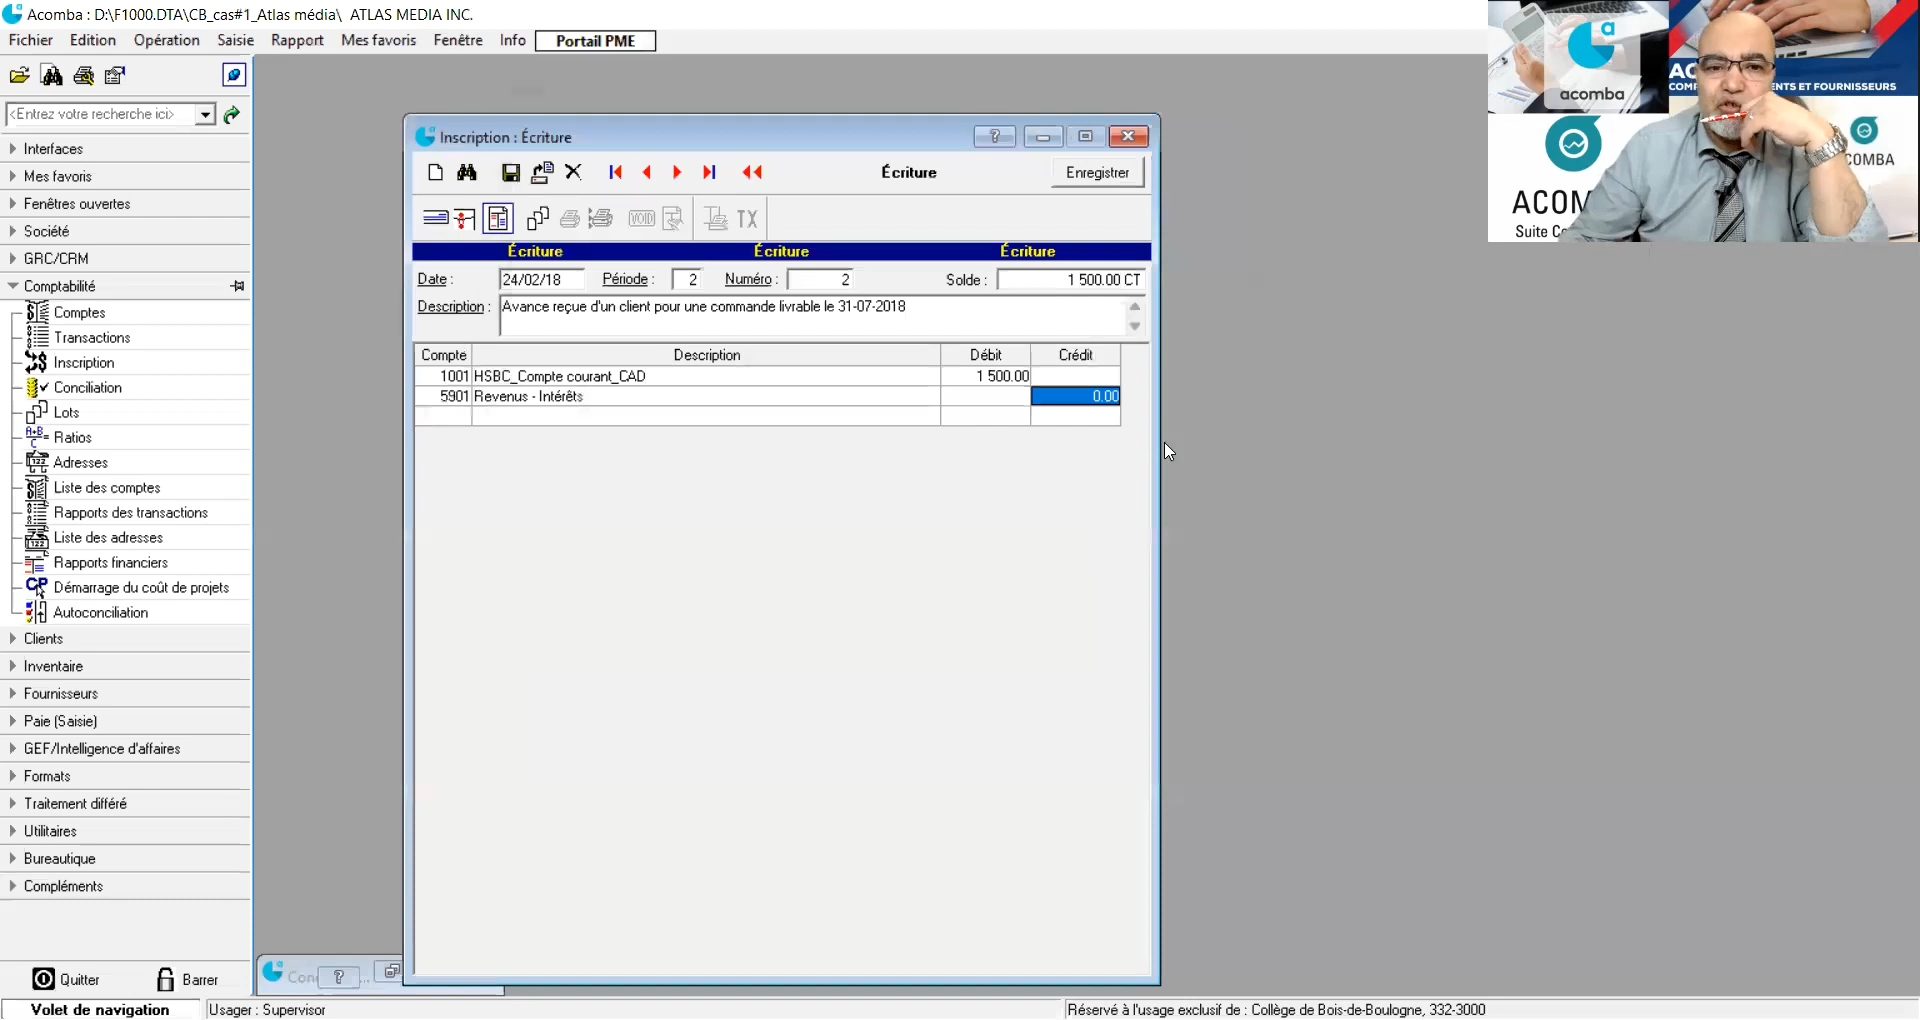 Acomba : D:\F1000.DTA\CB_cas#1_Atlas média\ ATLAS MEDIA INC.
Fichier Edition Opération Saisie Rapport Mes favoris Fenêtre Info Portail PME
<Entrez votre recherche ici>
Interfaces
Mes favoris
Fenêtres ouvertes
Société
GRC/CRM
Comptabilité
Comptes
Transactions
Inscription
Conciliation
Lots
Ratios
Adresses
Liste des comptes
Rapports des transactions
Liste des adresses
Rapports financiers
Démarrage du coût de projets
Autoconciliation
Clients
Inventaire
Fournisseurs
Paie (Saisie)
GEF/Intelligence d'affaires
Formats
Traitement différé
Utilitaires
Bureautique
Compléments
Quitter Barrer
Volet de navigation Usager : Supervisor Réservé à l'usage exclusif de : Collège de Bois-de-Boulogne, 332-3000
Inscription : Écriture
Écriture Enregistrer
VOID TX
Écriture Écriture Écriture
Date : 24/02/18 Période : 2 Numéro : 2 Solde : 1 500.00 CT
Description : Avance reçue d'un client pour une commande livrable le 31-07-2018
Compte Description Débit Crédit
1001 HSBC_Compte courant_CAD 1 500.00
5901 Revenus - Intérêts 0.00
acomba
ENTS ET FOURNISSEURS
COMBA
ACOM